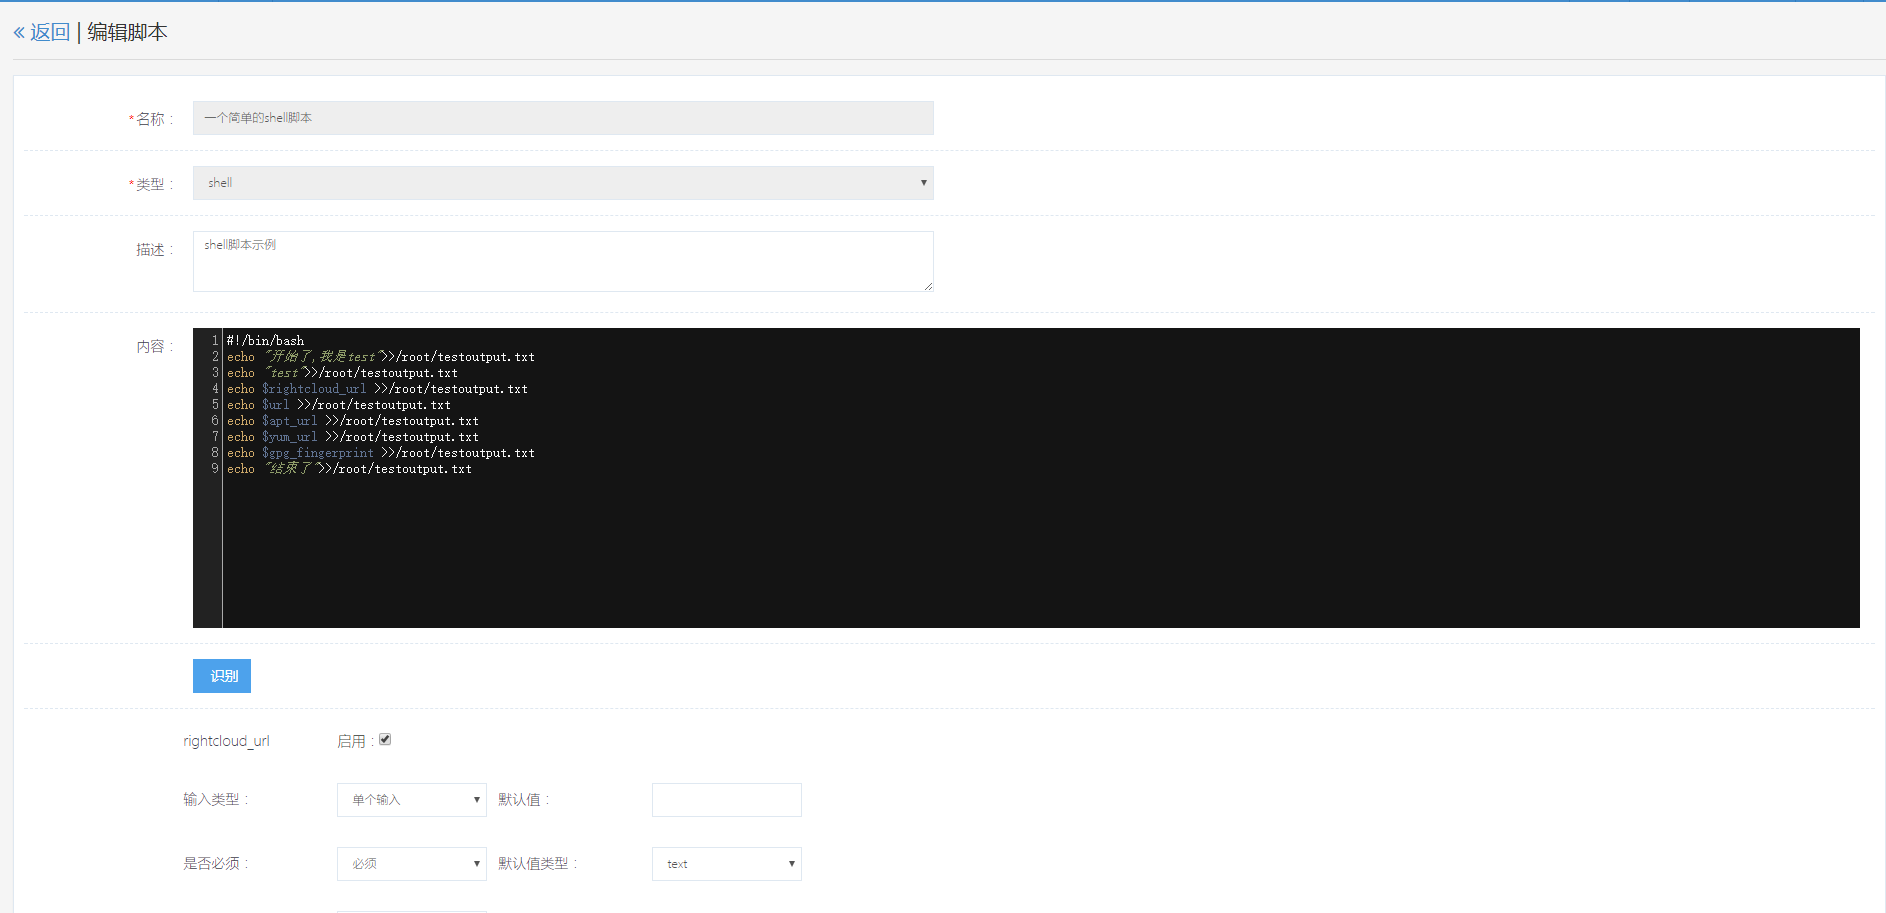 « 返回 | 编辑脚本
*名称： 一个简单的shell脚本
*类型： shell
描述： shell脚本示例
内容：
1 #!/bin/bash
2 echo "开始了,我是test">>/root/testoutput.txt
3 echo "test">>/root/testoutput.txt
4 echo $rightcloud_url >>/root/testoutput.txt
5 echo $url >>/root/testoutput.txt
6 echo $apt_url >>/root/testoutput.txt
7 echo $yum_url >>/root/testoutput.txt
8 echo $gpg_fingerprint >>/root/testoutput.txt
9 echo "结束了">>/root/testoutput.txt
识别
rightcloud_url 启用：
输入类型： 单个输入 默认值：
是否必须： 必须 默认值类型： text